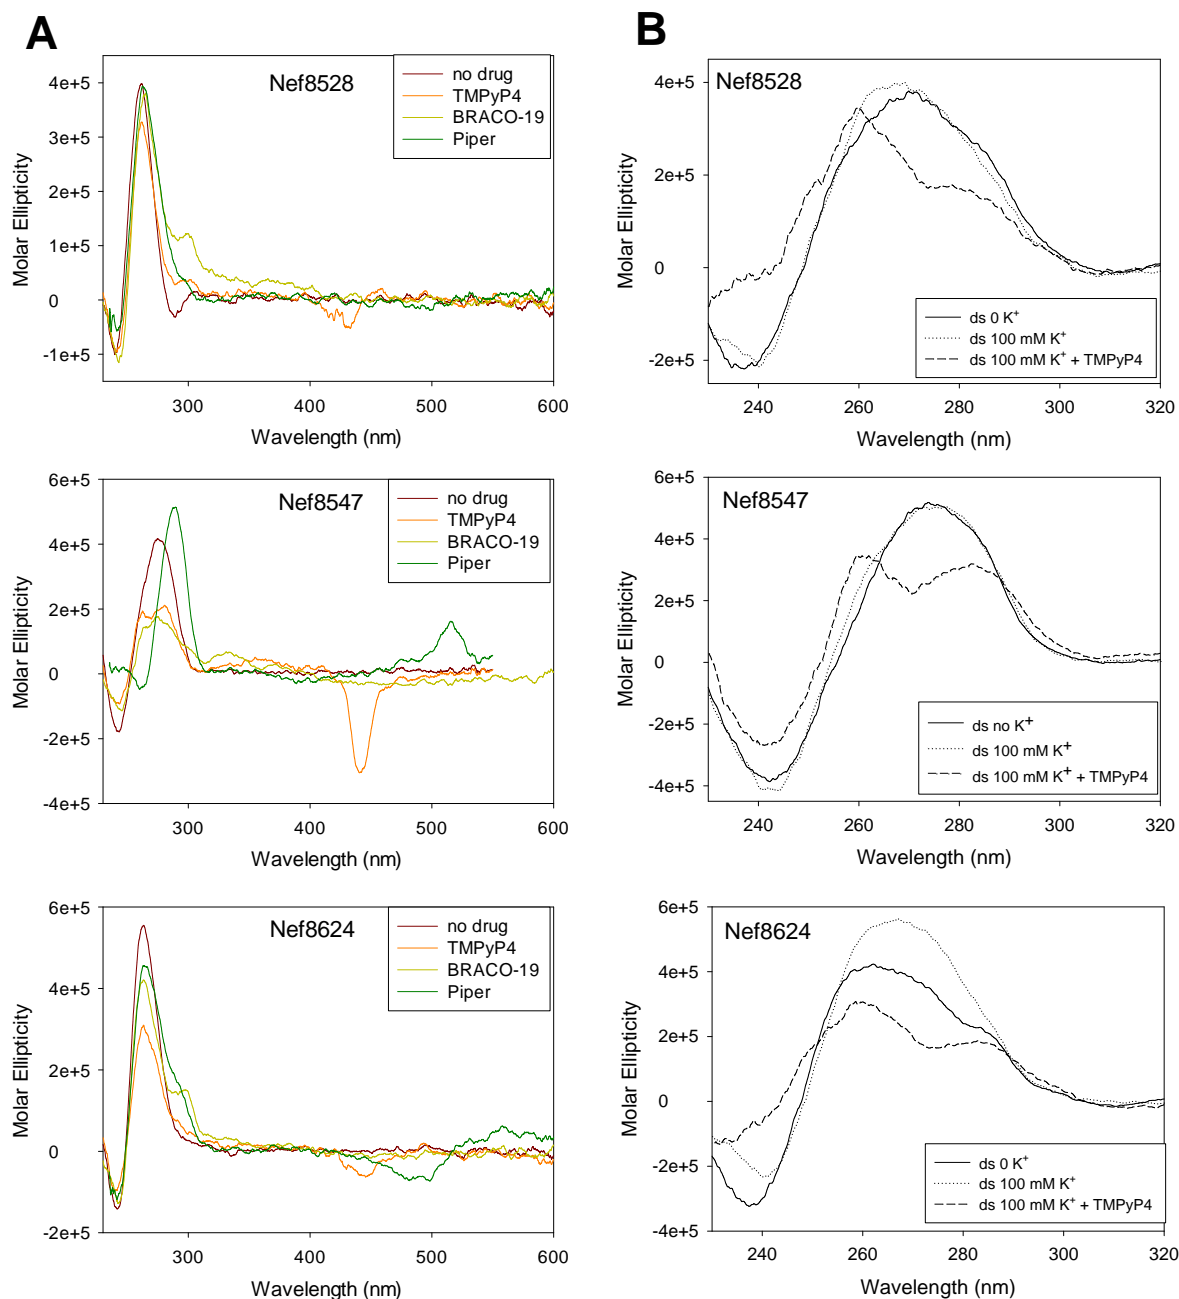 A
B
Nef8528
no drug
TMPyP4
BRACO-19
Piper
4e+5
3e+5
2e+5
1e+5
0
-1e+5
Molar Ellipticity
300
400
500
600
Wavelength (nm)
Nef8528
4e+5
2e+5
0
-2e+5
Molar Ellipticity
ds 0 K+
ds 100 mM K+
ds 100 mM K+ + TMPyP4
240
260
280
300
320
Wavelength (nm)
Nef8547
no drug
TMPyP4
BRACO-19
Piper
6e+5
4e+5
2e+5
0
-2e+5
-4e+5
Molar Ellipticity
300
400
500
600
Wavelength (nm)
Nef8547
6e+5
4e+5
2e+5
0
-2e+5
-4e+5
Molar Ellipticity
ds no K+
ds 100 mM K+
ds 100 mM K+ + TMPyP4
240
260
280
300
320
Wavelength (nm)
Nef8624
no drug
TMPyP4
BRACO-19
Piper
6e+5
4e+5
2e+5
0
-2e+5
Molar Ellipticity
300
400
500
600
Wavelength (nm)
Nef8624
6e+5
4e+5
2e+5
0
-2e+5
-4e+5
Molar Ellipticity
ds 0 K+
ds 100 mM K+
ds 100 mM K+ + TMPyP4
240
260
280
300
320
Wavelength (nm)